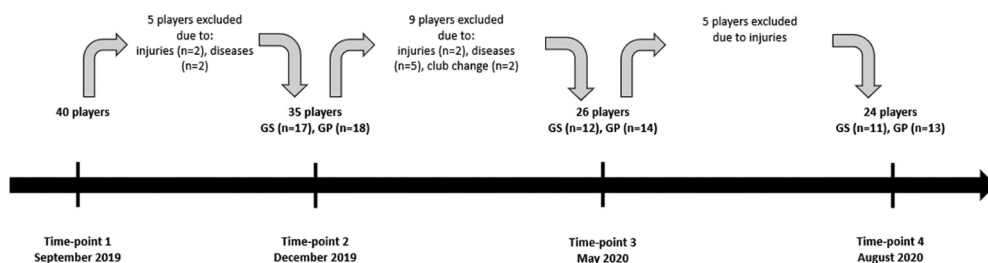 5 players excluded
due to:
injuries (n=2), diseases
(n=2)
9 players excluded
due to:
injuries (n=2), diseases
(n=5), club change (n=2)
5 players excluded
due to injuries
40 players
35 players
GS (n=17), GP (n=18)
26 players
GS (n=12), GP (n=14)
24 players
GS (n=11), GP (n=13)
Time-point 1
September 2019
Time-point 2
December 2019
Time-point 3
May 2020
Time-point 4
August 2020